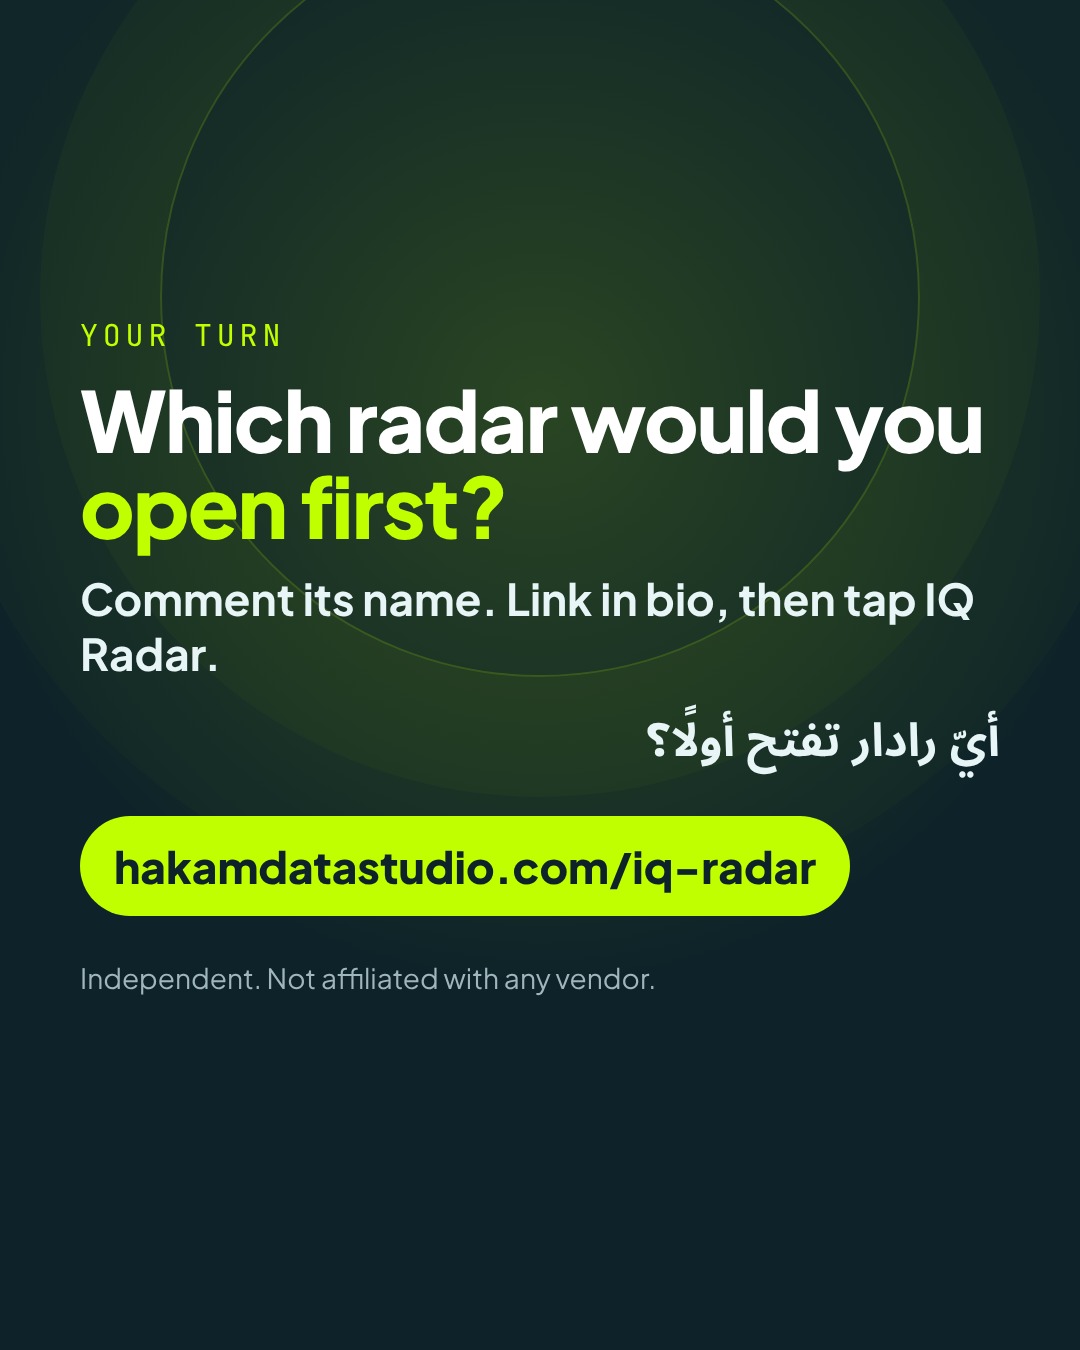 YOUR TURN
Which radar would you
open first?
Comment its name. Link in bio, then tap IQ
Radar.
أيّ رادار تفتح أولًا؟
hakamdatastudio.com/iq-radar
Independent. Not affiliated with any vendor.